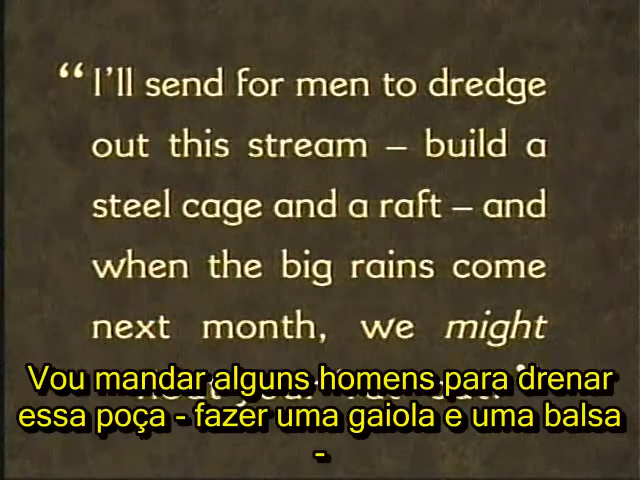 “I’ll send for men to dredge
out this stream – build a
steel cage and a raft – and
when the big rains come
next month, we might
Vou mandar alguns homens para drenar
essa poça - fazer uma gaiola e uma balsa
-